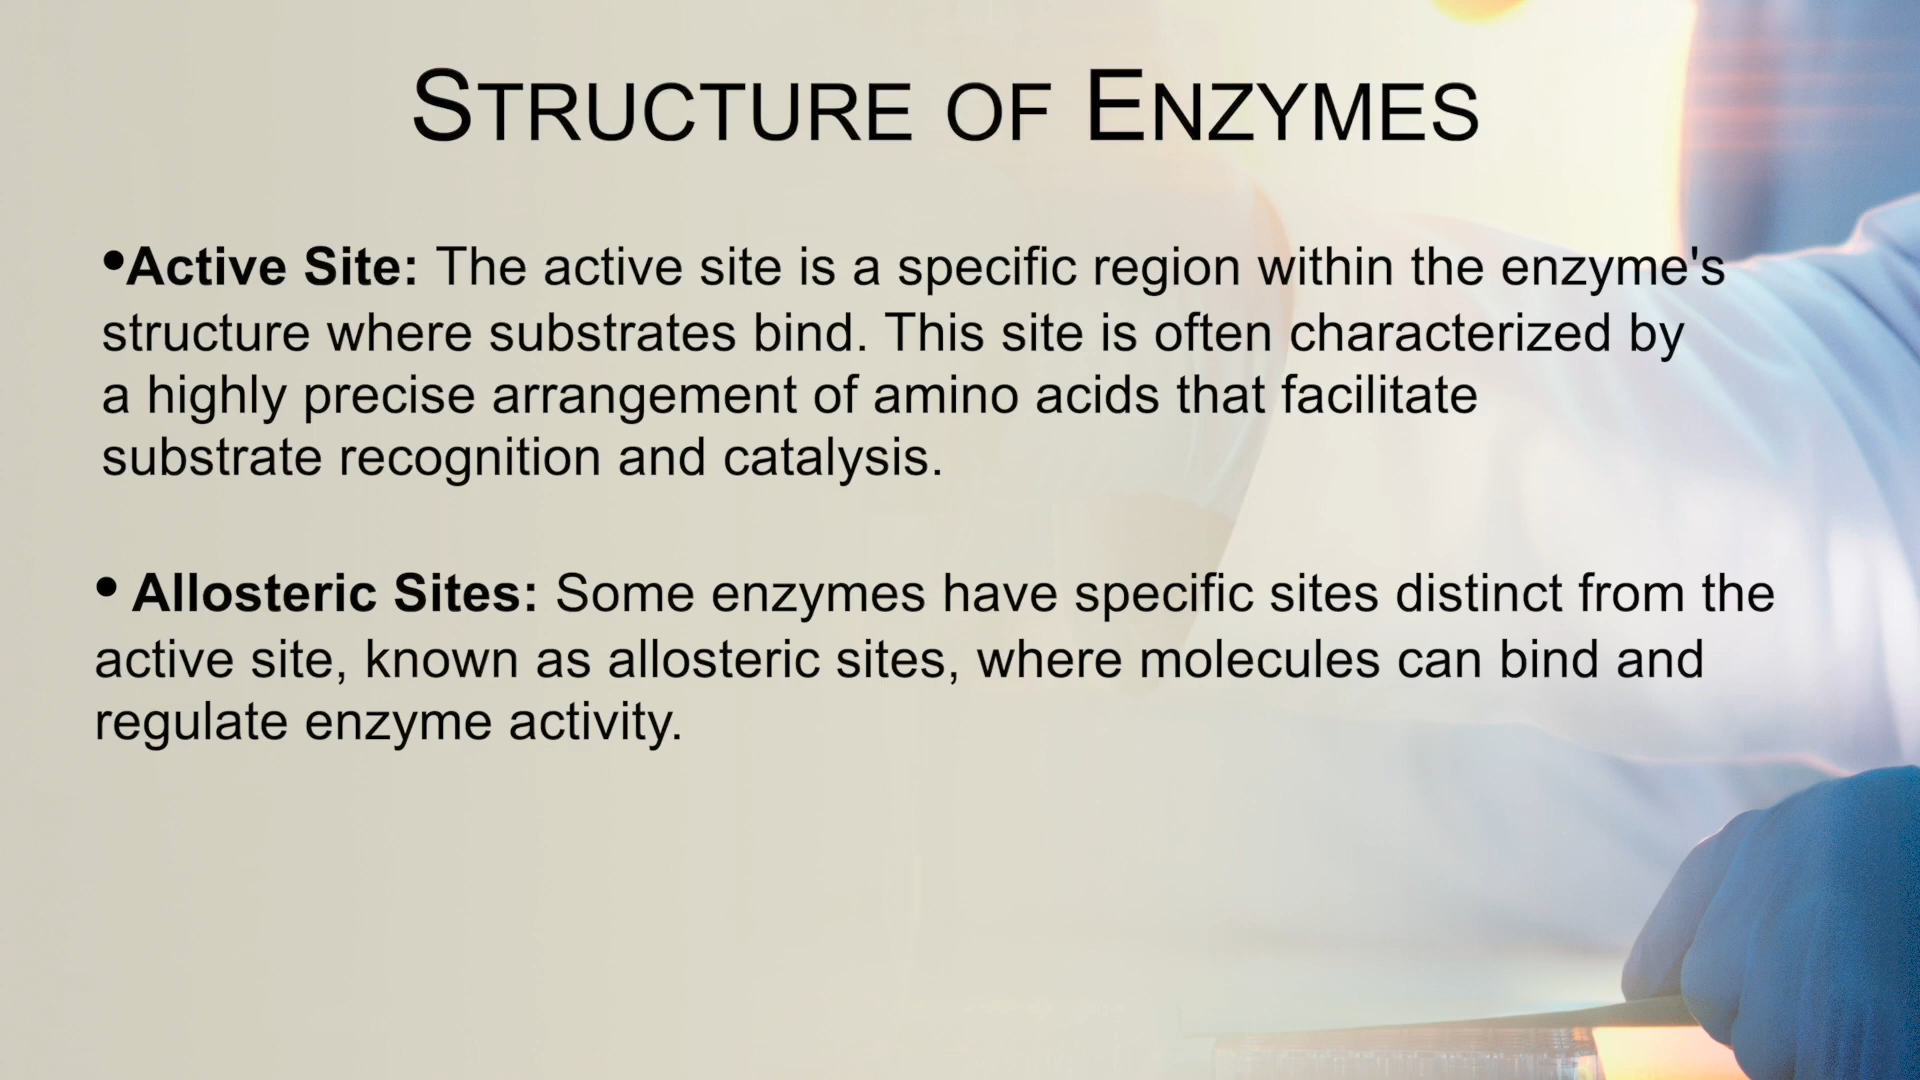 STRUCTURE OF ENZYMES
•Active Site: The active site is a specific region within the enzyme's
structure where substrates bind. This site is often characterized by
a highly precise arrangement of amino acids that facilitate
substrate recognition and catalysis.
• Allosteric Sites: Some enzymes have specific sites distinct from the
active site, known as allosteric sites, where molecules can bind and
regulate enzyme activity.